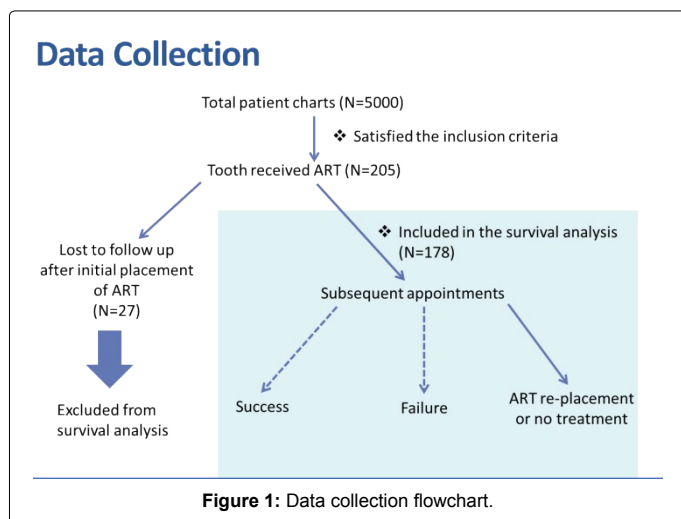 Data Collection
Total patient charts (N=5000)
❖ Satisfied the inclusion criteria
Tooth received ART (N=205)
❖ Included in the survival analysis
(N=178)
Lost to follow up
after initial placement
of ART
(N=27)
Subsequent appointments
Excluded from
survival analysis
Success
Failure
ART re-placement
or no treatment
Figure 1: Data collection flowchart.